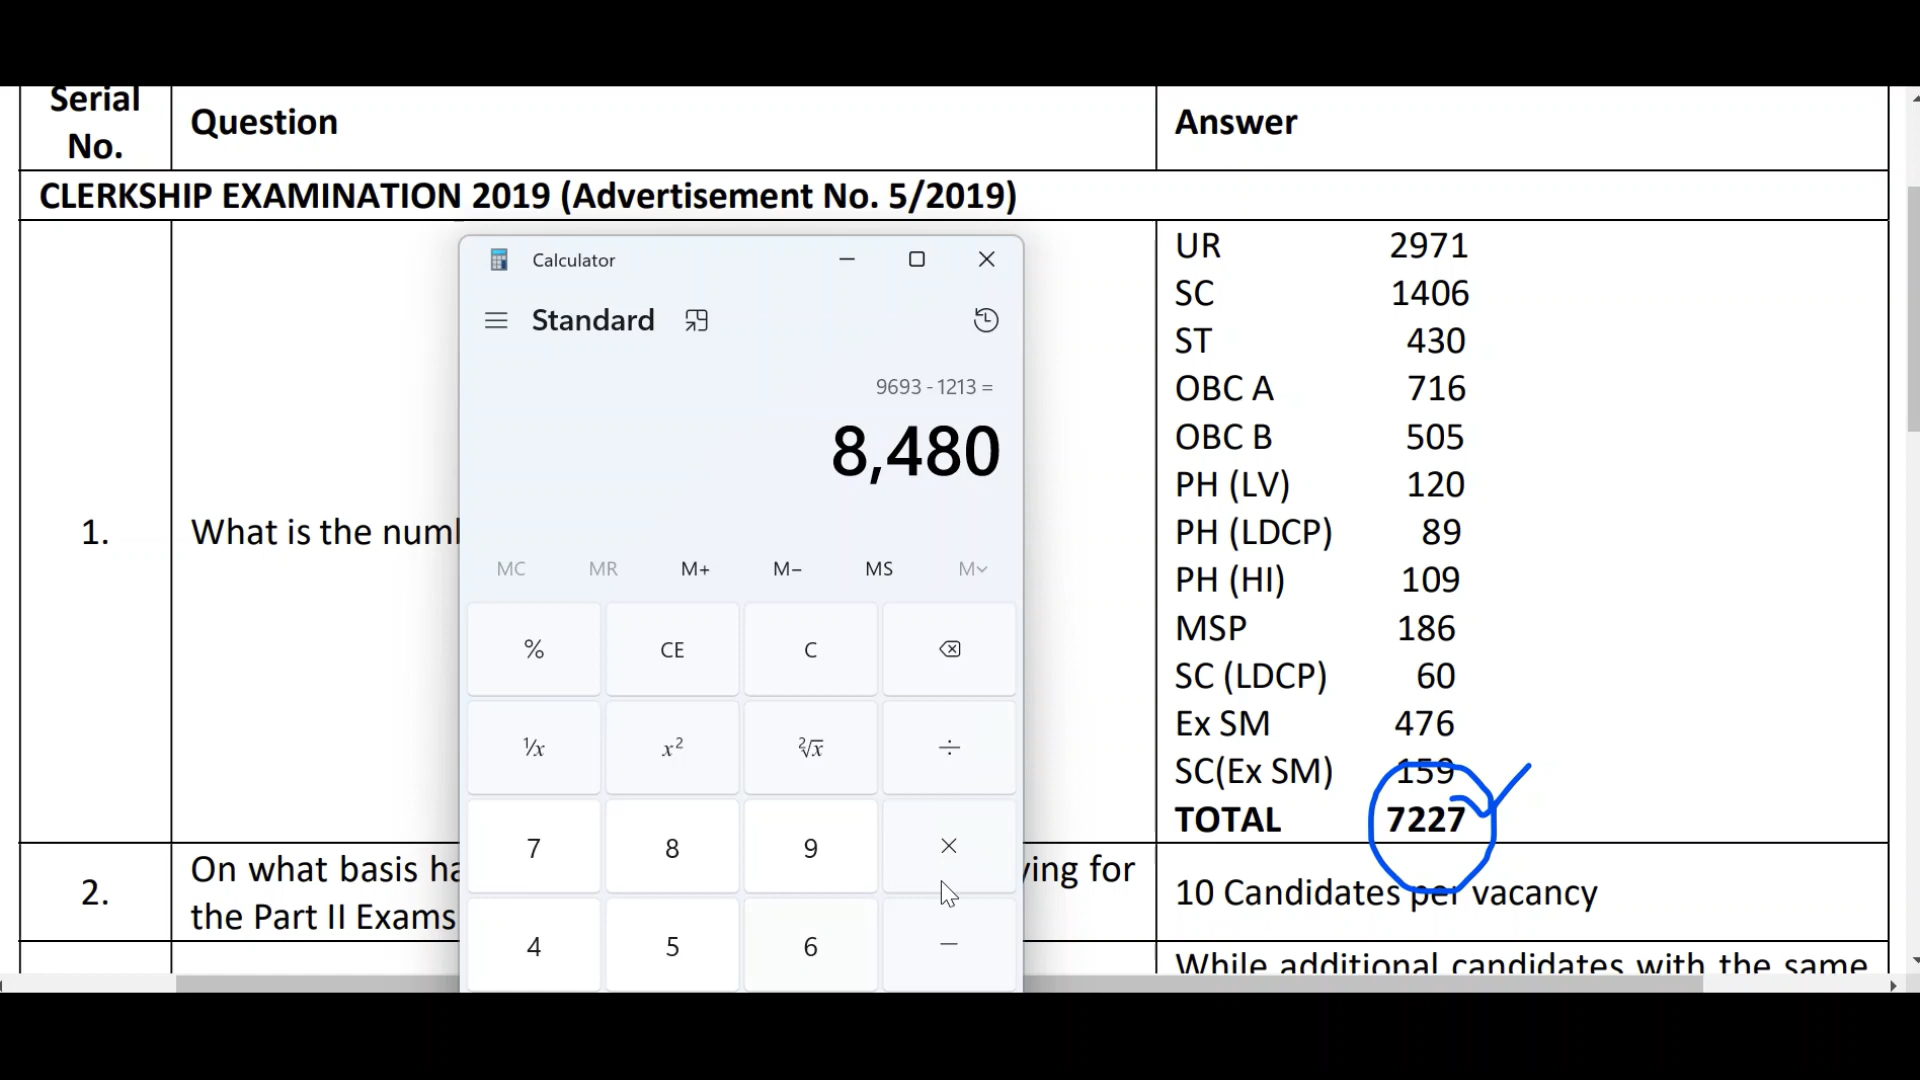 Serial
No.
Question
Answer
CLERKSHIP EXAMINATION 2019 (Advertisement No. 5/2019)
1.
What is the num
UR 2971
SC 1406
ST 430
OBC A 716
OBC B 505
PH (LV) 120
PH (LDCP) 89
PH (HI) 109
MSP 186
SC (LDCP) 60
Ex SM 476
SC(Ex SM) 159
TOTAL 7227
2.
On what basis ha
ying for
the Part II Exams
10 Candidates per vacancy
While additional candidates with the same
Calculator
Standard
9693 - 1213 =
8,480
MC MR M+ M− MS M
% CE C
1/x x² ²√x ÷
7 8 9 ×
4 5 6 −